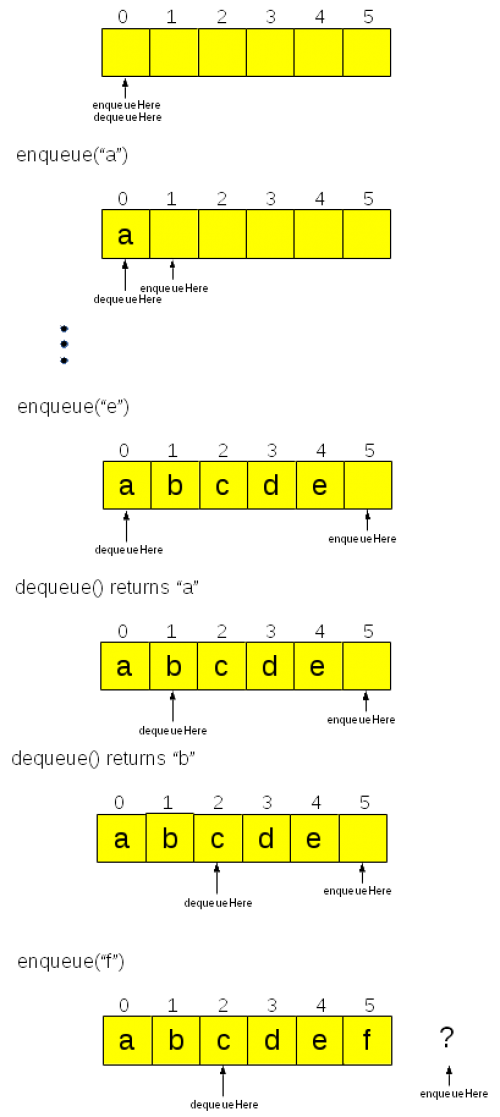 0 1 2 3 4 5
enqueueHere
dequeueHere
enqueue(“a”)
0 1 2 3 4 5
a
enqueueHere
dequeueHere
enqueue(“e”)
0 1 2 3 4 5
a b c d e
enqueueHere
dequeueHere
dequeue() returns “a”
0 1 2 3 4 5
a b c d e
enqueueHere
dequeueHere
dequeue() returns “b”
0 1 2 3 4 5
a b c d e
enqueueHere
dequeueHere
enqueue(“f”)
0 1 2 3 4 5
a b c d e f ?
enqueueHere
dequeueHere